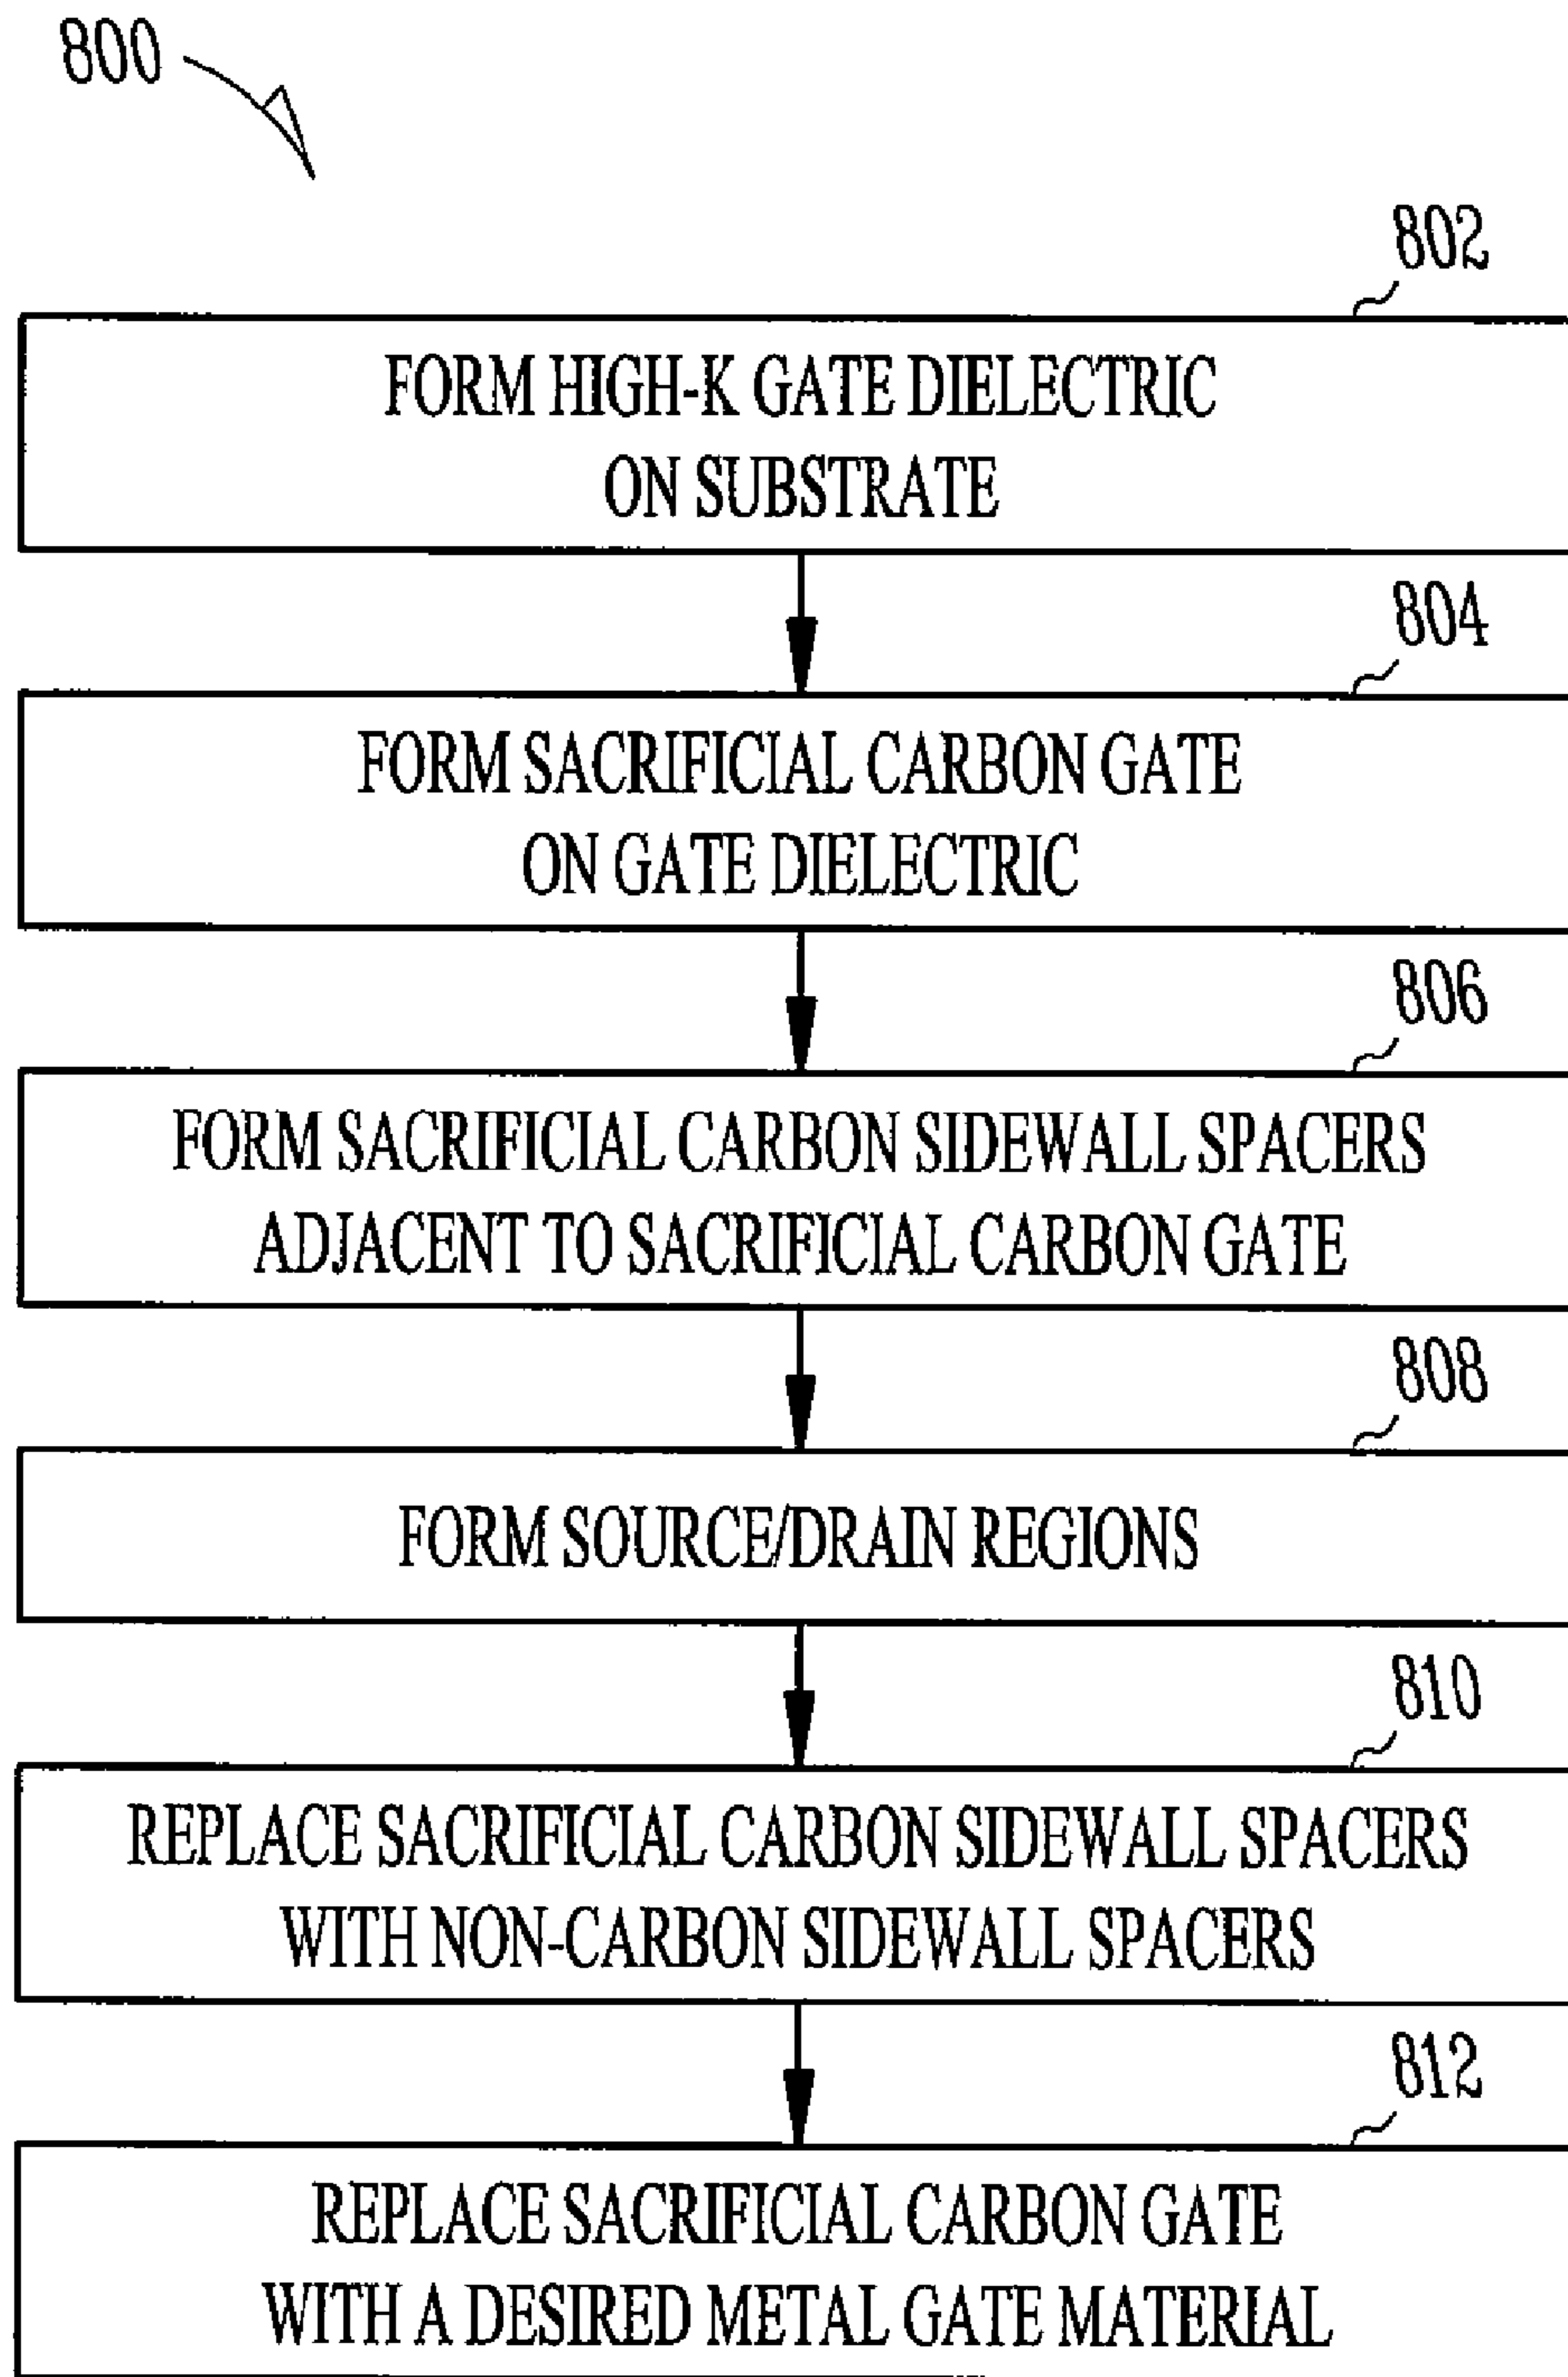 800
802
FORM HIGH-K GATE DIELECTRIC
ON SUBSTRATE
804
FORM SACRIFICIAL CARBON GATE
ON GATE DIELECTRIC
806
FORM SACRIFICIAL CARBON SIDEWALL SPACERS
ADJACENT TO SACRIFICIAL CARBON GATE
808
FORM SOURCE/DRAIN REGIONS
810
REPLACE SACRIFICIAL CARBON SIDEWALL SPACERS
WITH NON-CARBON SIDEWALL SPACERS
812
REPLACE SACRIFICIAL CARBON GATE
WITH A DESIRED METAL GATE MATERIAL